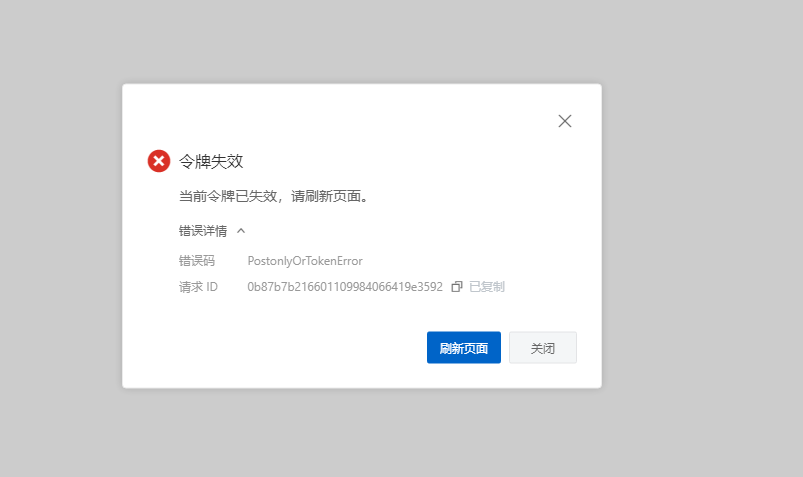 令牌失效
当前令牌已失效，请刷新页面。
错误详情
错误码 PostonlyOrTokenError
请求 ID 0b87b7b216601109984066419e3592 已复制
刷新页面 关闭